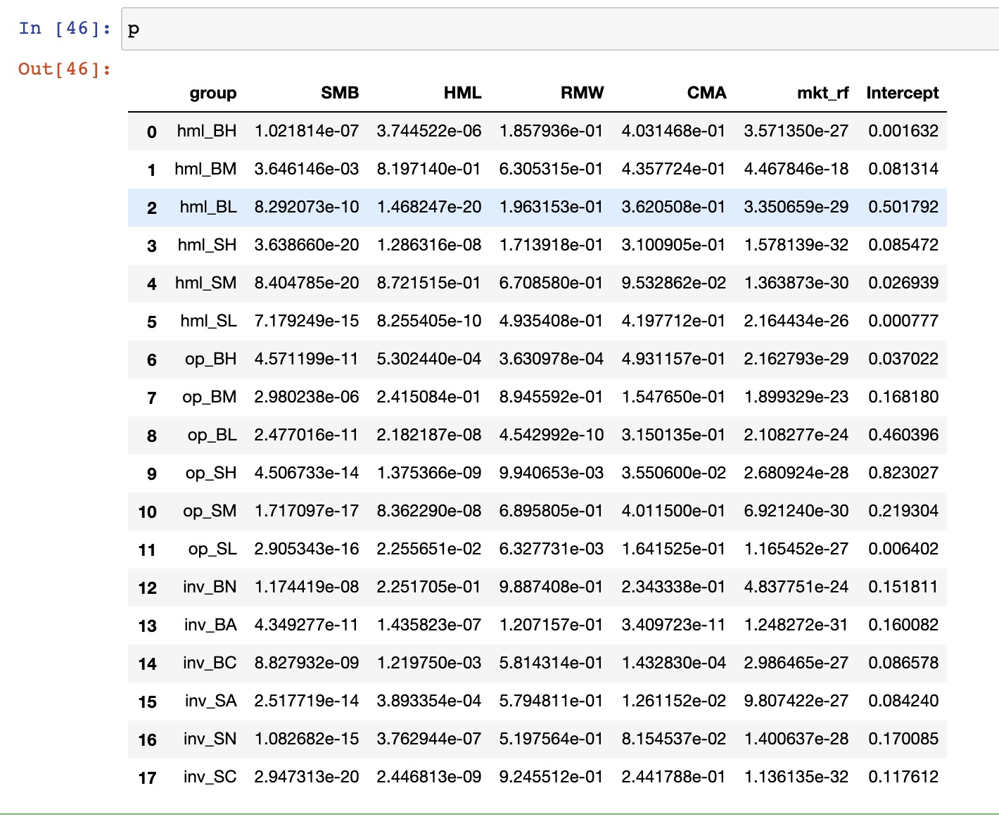 In [46]: p
Out[46]:
group SMB HML RMW CMA mkt_rf Intercept
0 hml_BH 1.021814e-07 3.744522e-06 1.857936e-01 4.031468e-01 3.571350e-27 0.001632
1 hml_BM 3.646146e-03 8.197140e-01 6.305315e-01 4.357724e-01 4.467846e-18 0.081314
2 hml_BL 8.292073e-10 1.468247e-20 1.963153e-01 3.620508e-01 3.350659e-29 0.501792
3 hml_SH 3.638660e-20 1.286316e-08 1.713918e-01 3.100905e-01 1.578139e-32 0.085472
4 hml_SM 8.404785e-20 8.721515e-01 6.708580e-01 9.532862e-02 1.363873e-30 0.026939
5 hml_SL 7.179249e-15 8.255405e-10 4.935408e-01 4.197712e-01 2.164434e-26 0.000777
6 op_BH 4.571199e-11 5.302440e-04 3.630978e-04 4.931157e-01 2.162793e-29 0.037022
7 op_BM 2.980238e-06 2.415084e-01 8.945592e-01 1.547650e-01 1.899329e-23 0.168180
8 op_BL 2.477016e-11 2.182187e-08 4.542992e-10 3.150135e-01 2.108277e-24 0.460396
9 op_SH 4.506733e-14 1.375366e-09 9.940653e-03 3.550600e-02 2.680924e-28 0.823027
10 op_SM 1.717097e-17 8.362290e-08 6.895805e-01 4.011500e-01 6.921240e-30 0.219304
11 op_SL 2.905343e-16 2.255651e-02 6.327731e-03 1.641525e-01 1.165452e-27 0.006402
12 inv_BN 1.174419e-08 2.251705e-01 9.887408e-01 2.343338e-01 4.837751e-24 0.151811
13 inv_BA 4.349277e-11 1.435823e-07 1.207157e-01 3.409723e-11 1.248272e-31 0.160082
14 inv_BC 8.827932e-09 1.219750e-03 5.814314e-01 1.432830e-04 2.986465e-27 0.086578
15 inv_SA 2.517719e-14 3.893354e-04 5.794811e-01 1.261152e-02 9.807422e-27 0.084240
16 inv_SN 1.082682e-15 3.762944e-07 5.197564e-01 8.154537e-02 1.400637e-28 0.170085
17 inv_SC 2.947313e-20 2.446813e-09 9.245512e-01 2.441788e-01 1.136135e-32 0.117612